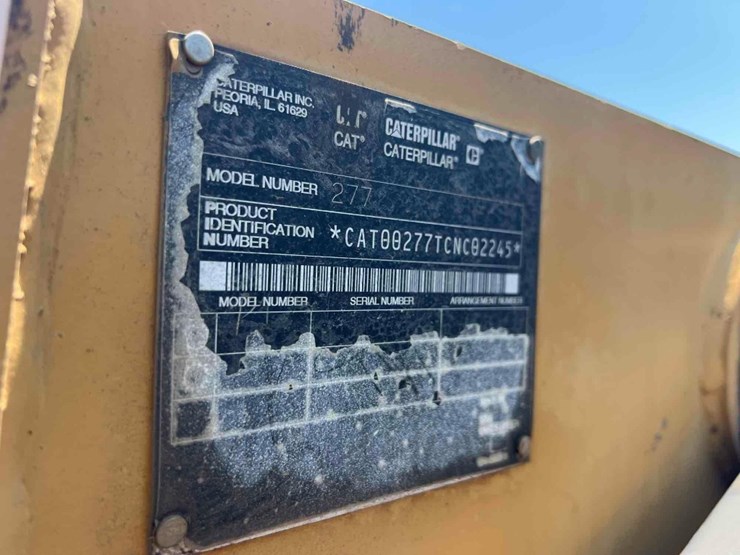 CATERPILLAR INC.
PEORIA, IL 61629
USA
CAT®
CATERPILLAR®
CATERPILLAR®
MODEL NUMBER 277
PRODUCT
IDENTIFICATION
NUMBER *CAT00277TCNC02245*
MODEL NUMBER SERIAL NUMBER ARRANGEMENT NUMBER